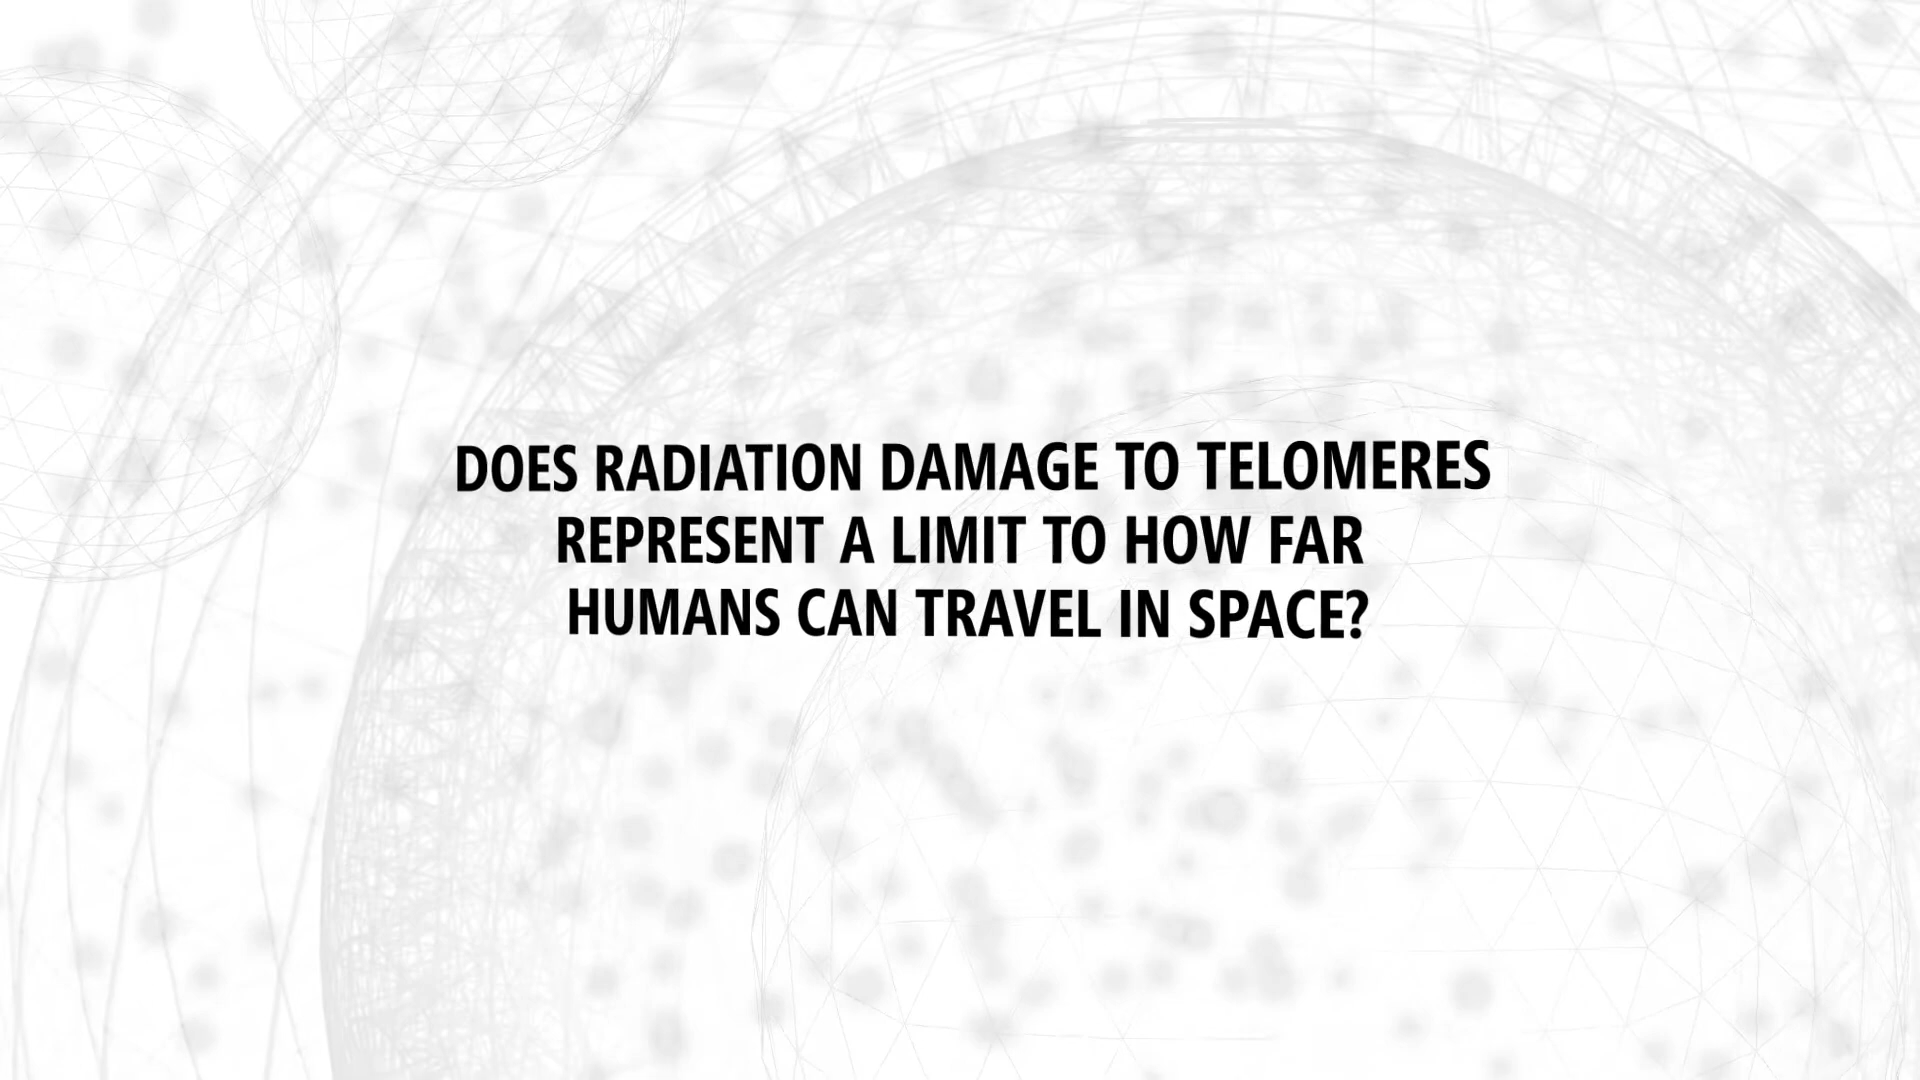 DOES RADIATION DAMAGE TO TELOMERES
REPRESENT A LIMIT TO HOW FAR
HUMANS CAN TRAVEL IN SPACE?